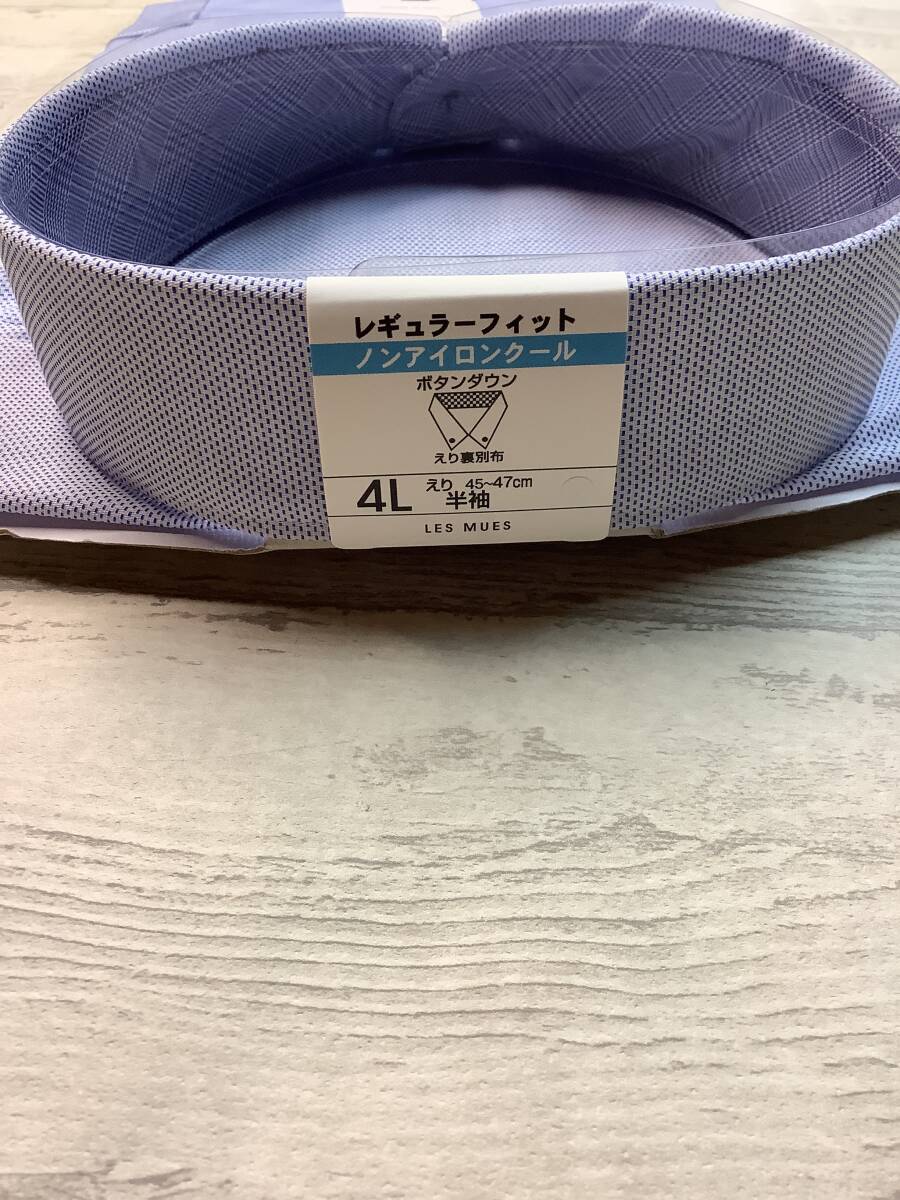 レギュラーフィット
ノンアイロンクール
ボタンダウン
えり裏別布
4L えり 45~47cm
半袖
LES MUES